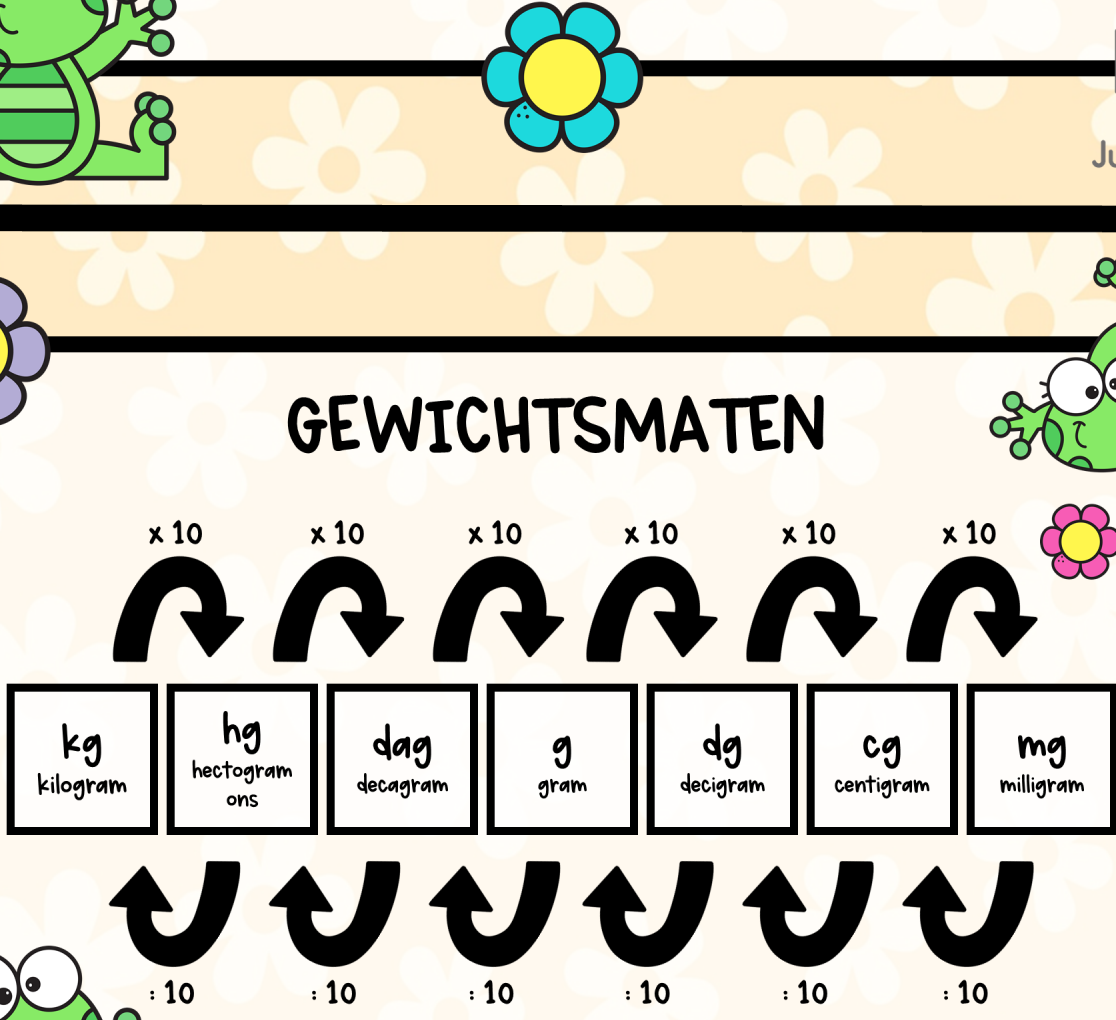 GEWICHTSMATEN
x 10 x 10 x 10 x 10 x 10 x 10
kg hg dag g dg cg mg
kilogram hectogram decagram gram decigram centigram milligram
ons
: 10 : 10 : 10 : 10 : 10 : 10